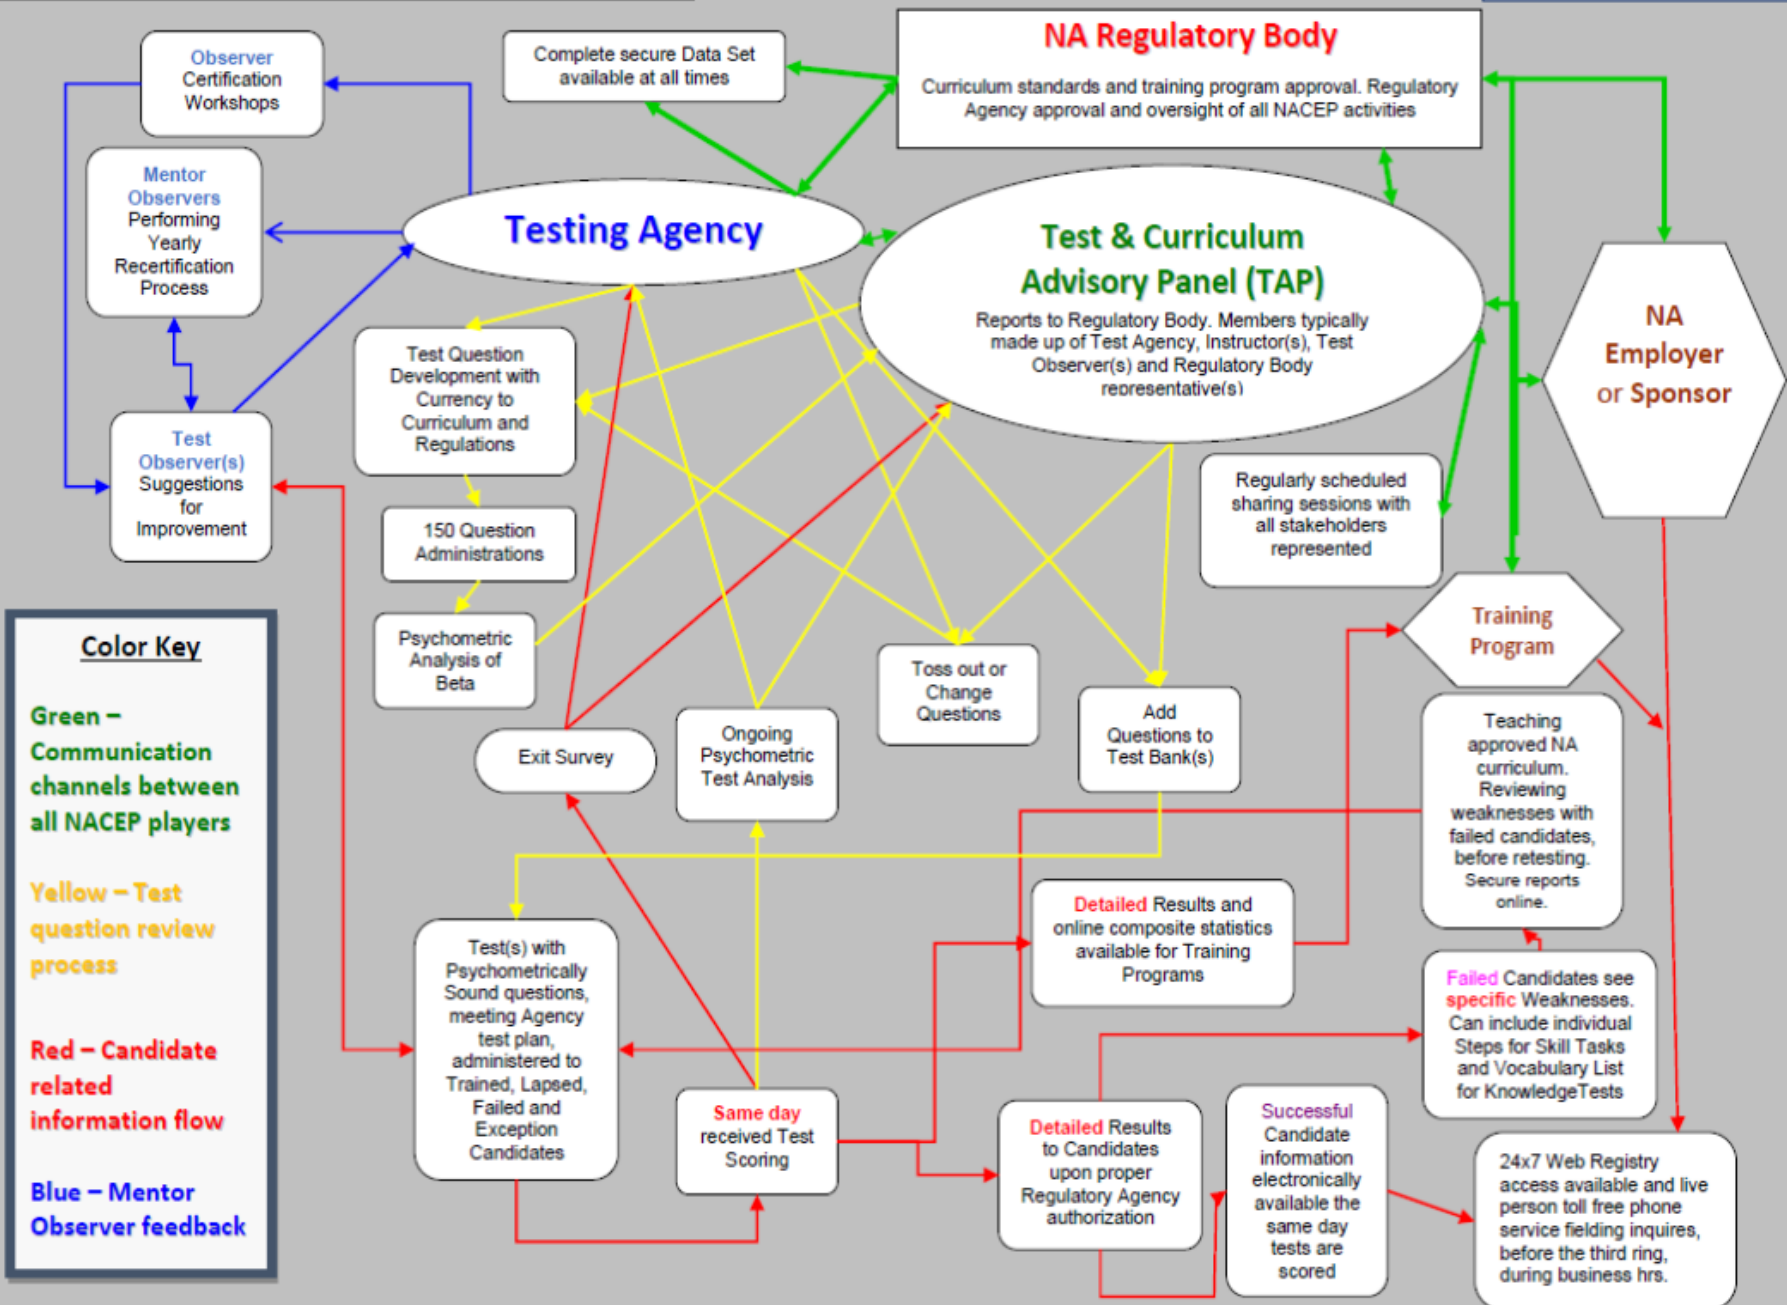 Observer
Certification
Workshops
Complete secure Data Set
available at all times
NA Regulatory Body
Curriculum standards and training program approval. Regulatory
Agency approval and oversight of all NACEP activities
Mentor
Observers
Performing
Yearly
Recertification
Process
Testing Agency
Test & Curriculum
Advisory Panel (TAP)
Reports to Regulatory Body. Members typically
made up of Test Agency, Instructor(s), Test
Observer(s) and Regulatory Body
representative(s)
NA
Employer
or Sponsor
Test Question
Development with
Currency to
Curriculum and
Regulations
Test
Observer(s)
Suggestions
for
Improvement
150 Question
Administrations
Regularly scheduled
sharing sessions with
all stakeholders
represented
Psychometric
Analysis of
Beta
Training
Program
Toss out or
Change
Questions
Exit Survey
Ongoing
Psychometric
Test Analysis
Add
Questions to
Test Bank(s)
Teaching
approved NA
curriculum.
Reviewing
weaknesses with
failed candidates,
before retesting.
Secure reports
online.
Color Key
Green –
Communication
channels between
all NACEP players
Yellow – Test
question review
process
Red – Candidate
related
information flow
Blue – Mentor
Observer feedback
Test(s) with
Psychometrically
Sound questions,
meeting Agency
test plan,
administered to
Trained, Lapsed,
Failed and
Exception
Candidates
Detailed Results and
online composite statistics
available for Training
Programs
Failed Candidates see
specific Weaknesses.
Can include individual
Steps for Skill Tasks
and Vocabulary List
for KnowledgeTests
Same day
received Test
Scoring
Detailed Results
to Candidates
upon proper
Regulatory Agency
authorization
Successful
Candidate
information
electronically
available the
same day
tests are
scored
24x7 Web Registry
access available and live
person toll free phone
service fielding inquires,
before the third ring,
during business hrs.